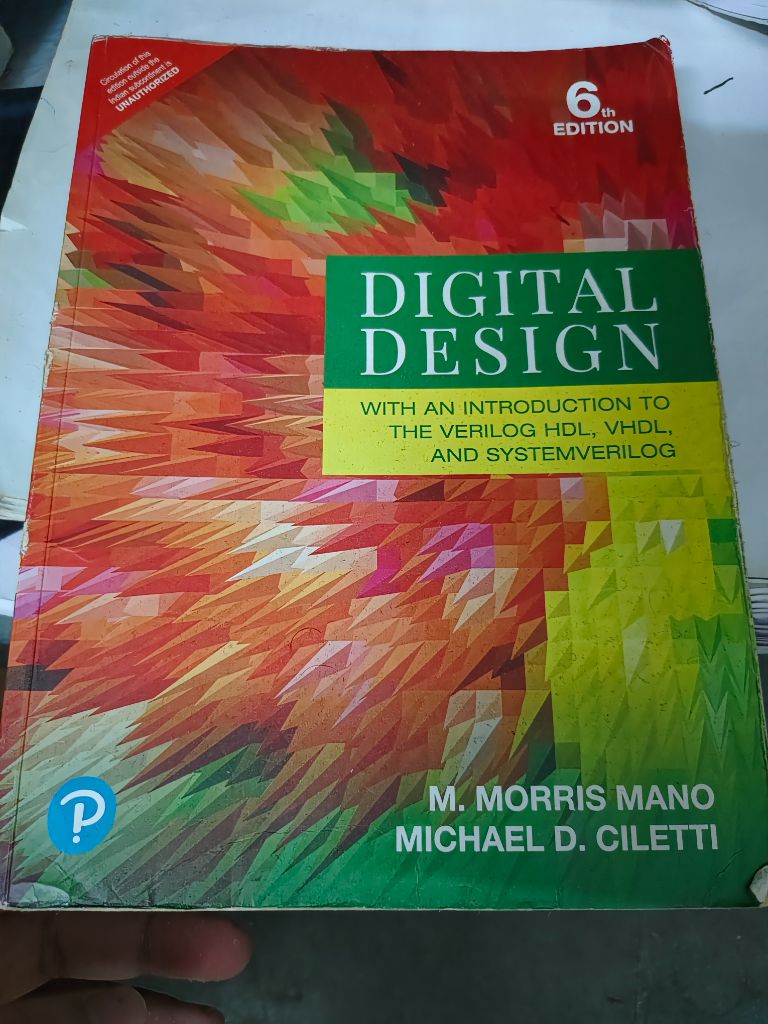 Circulation of this
edition outside the
Indian subcontinent is
UNAUTHORIZED
6th
EDITION
DIGITAL
DESIGN
WITH AN INTRODUCTION TO
THE VERILOG HDL, VHDL,
AND SYSTEMVERILOG
M. MORRIS MANO
MICHAEL D. CILETTI
P